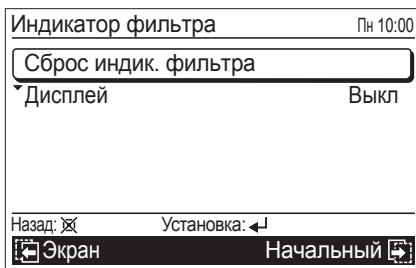 Индикатор фильтра Пн 10:00
Сброс индик. фильтра
Дисплей Выкл
Назад: Установка:
Экран Начальный